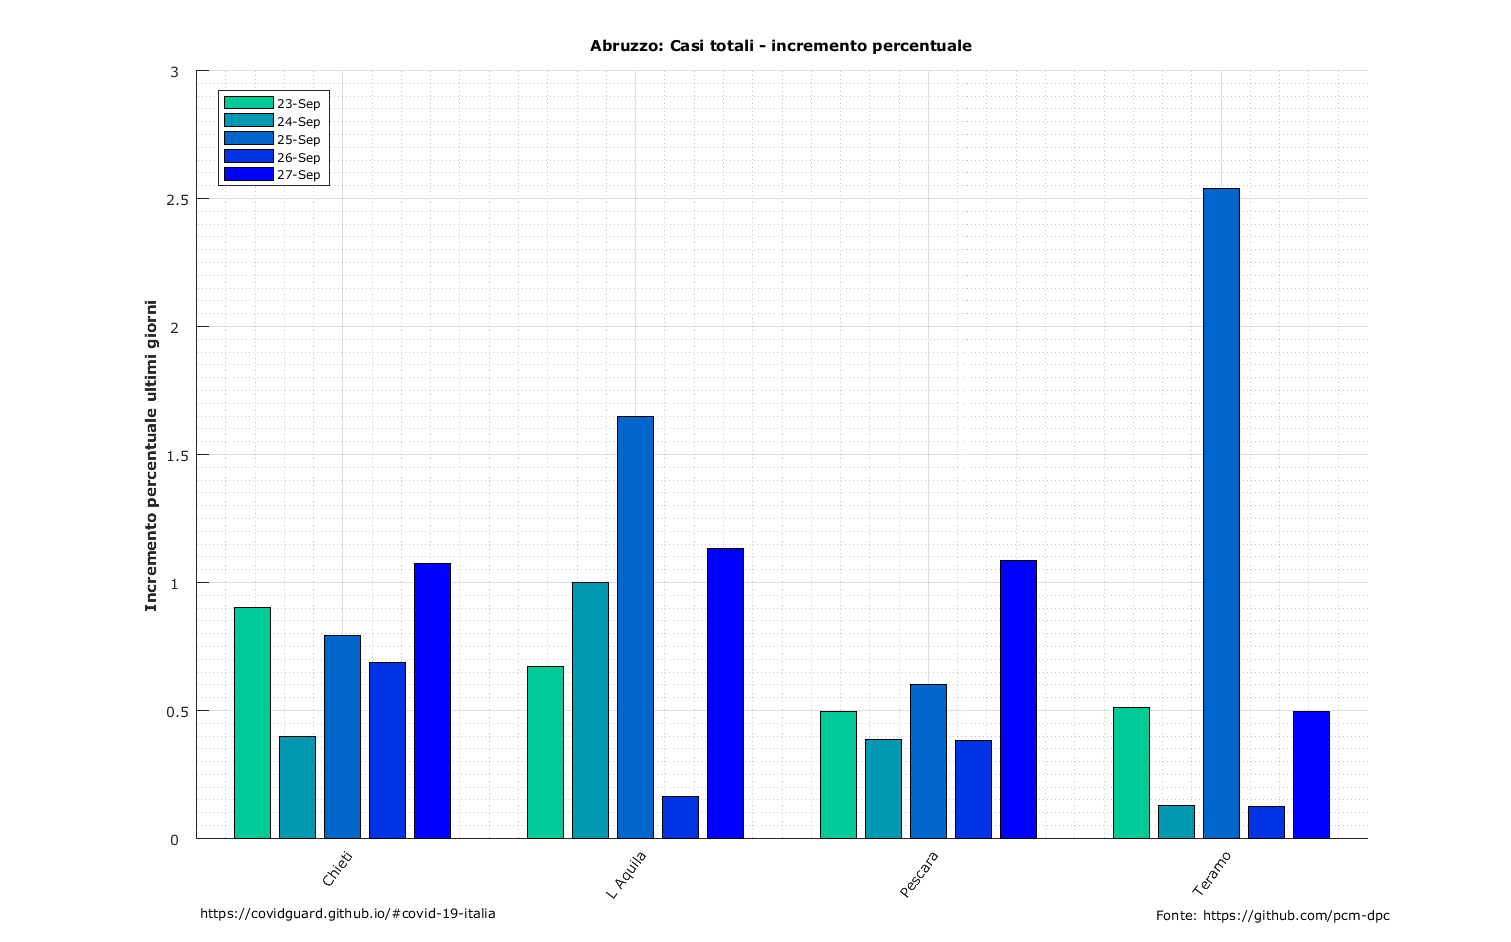 Abruzzo: Casi totali - incremento percentuale
3
2.5
2
1.5
1
0.5
0
Incremento percentuale ultimi giorni
23-Sep
24-Sep
25-Sep
26-Sep
27-Sep
Chieti
L Aquila
Pescara
Teramo
https://covidguard.github.io/#covid-19-italia
Fonte: https://github.com/pcm-dpc